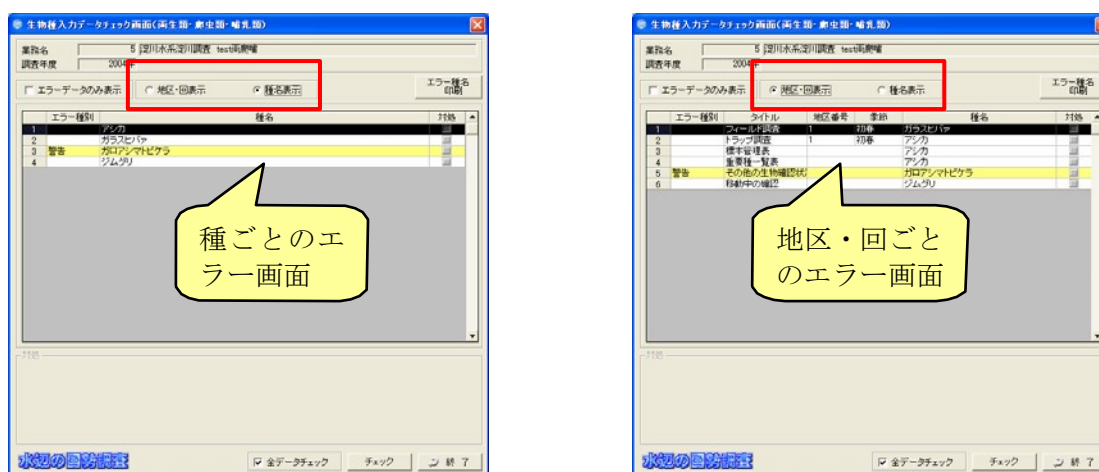 生物種入力データチェック画面(両生類・爬虫類・哺乳類)
業務名 5 淀川水系淀川調査 test両爬哺
調査年度 2004年
エラーデータのみ表示 地区・回表示 種名表示 エラー種名印刷
エラー種別 種名 対処
1 アシカ
2 ガラスヒバァ
3 警告 ガロアシマトビケラ
4 ジムグリ
種ごとのエ
ラー画面
対処
水辺の国勢調査 全データチェック チェック 終了
生物種入力データチェック画面(両生類・爬虫類・哺乳類)
業務名 5 淀川水系淀川調査 test両爬哺
調査年度 2004年
エラーデータのみ表示 地区・回表示 種名表示 エラー種名印刷
エラー種別 タイトル 地区番号 季節 種名 対処
1 フィールド調査 1 初春 ガラスヒバァ
2 トラップ調査 1 初春 アシカ
3 標本管理表 アシカ
4 重要種一覧表 アシカ
5 警告 その他の生物確認状 ガロアシマトビケラ
6 移動中の確認 ジムグリ
地区・回ごと
のエラー画面
対処
水辺の国勢調査 全データチェック チェック 終了